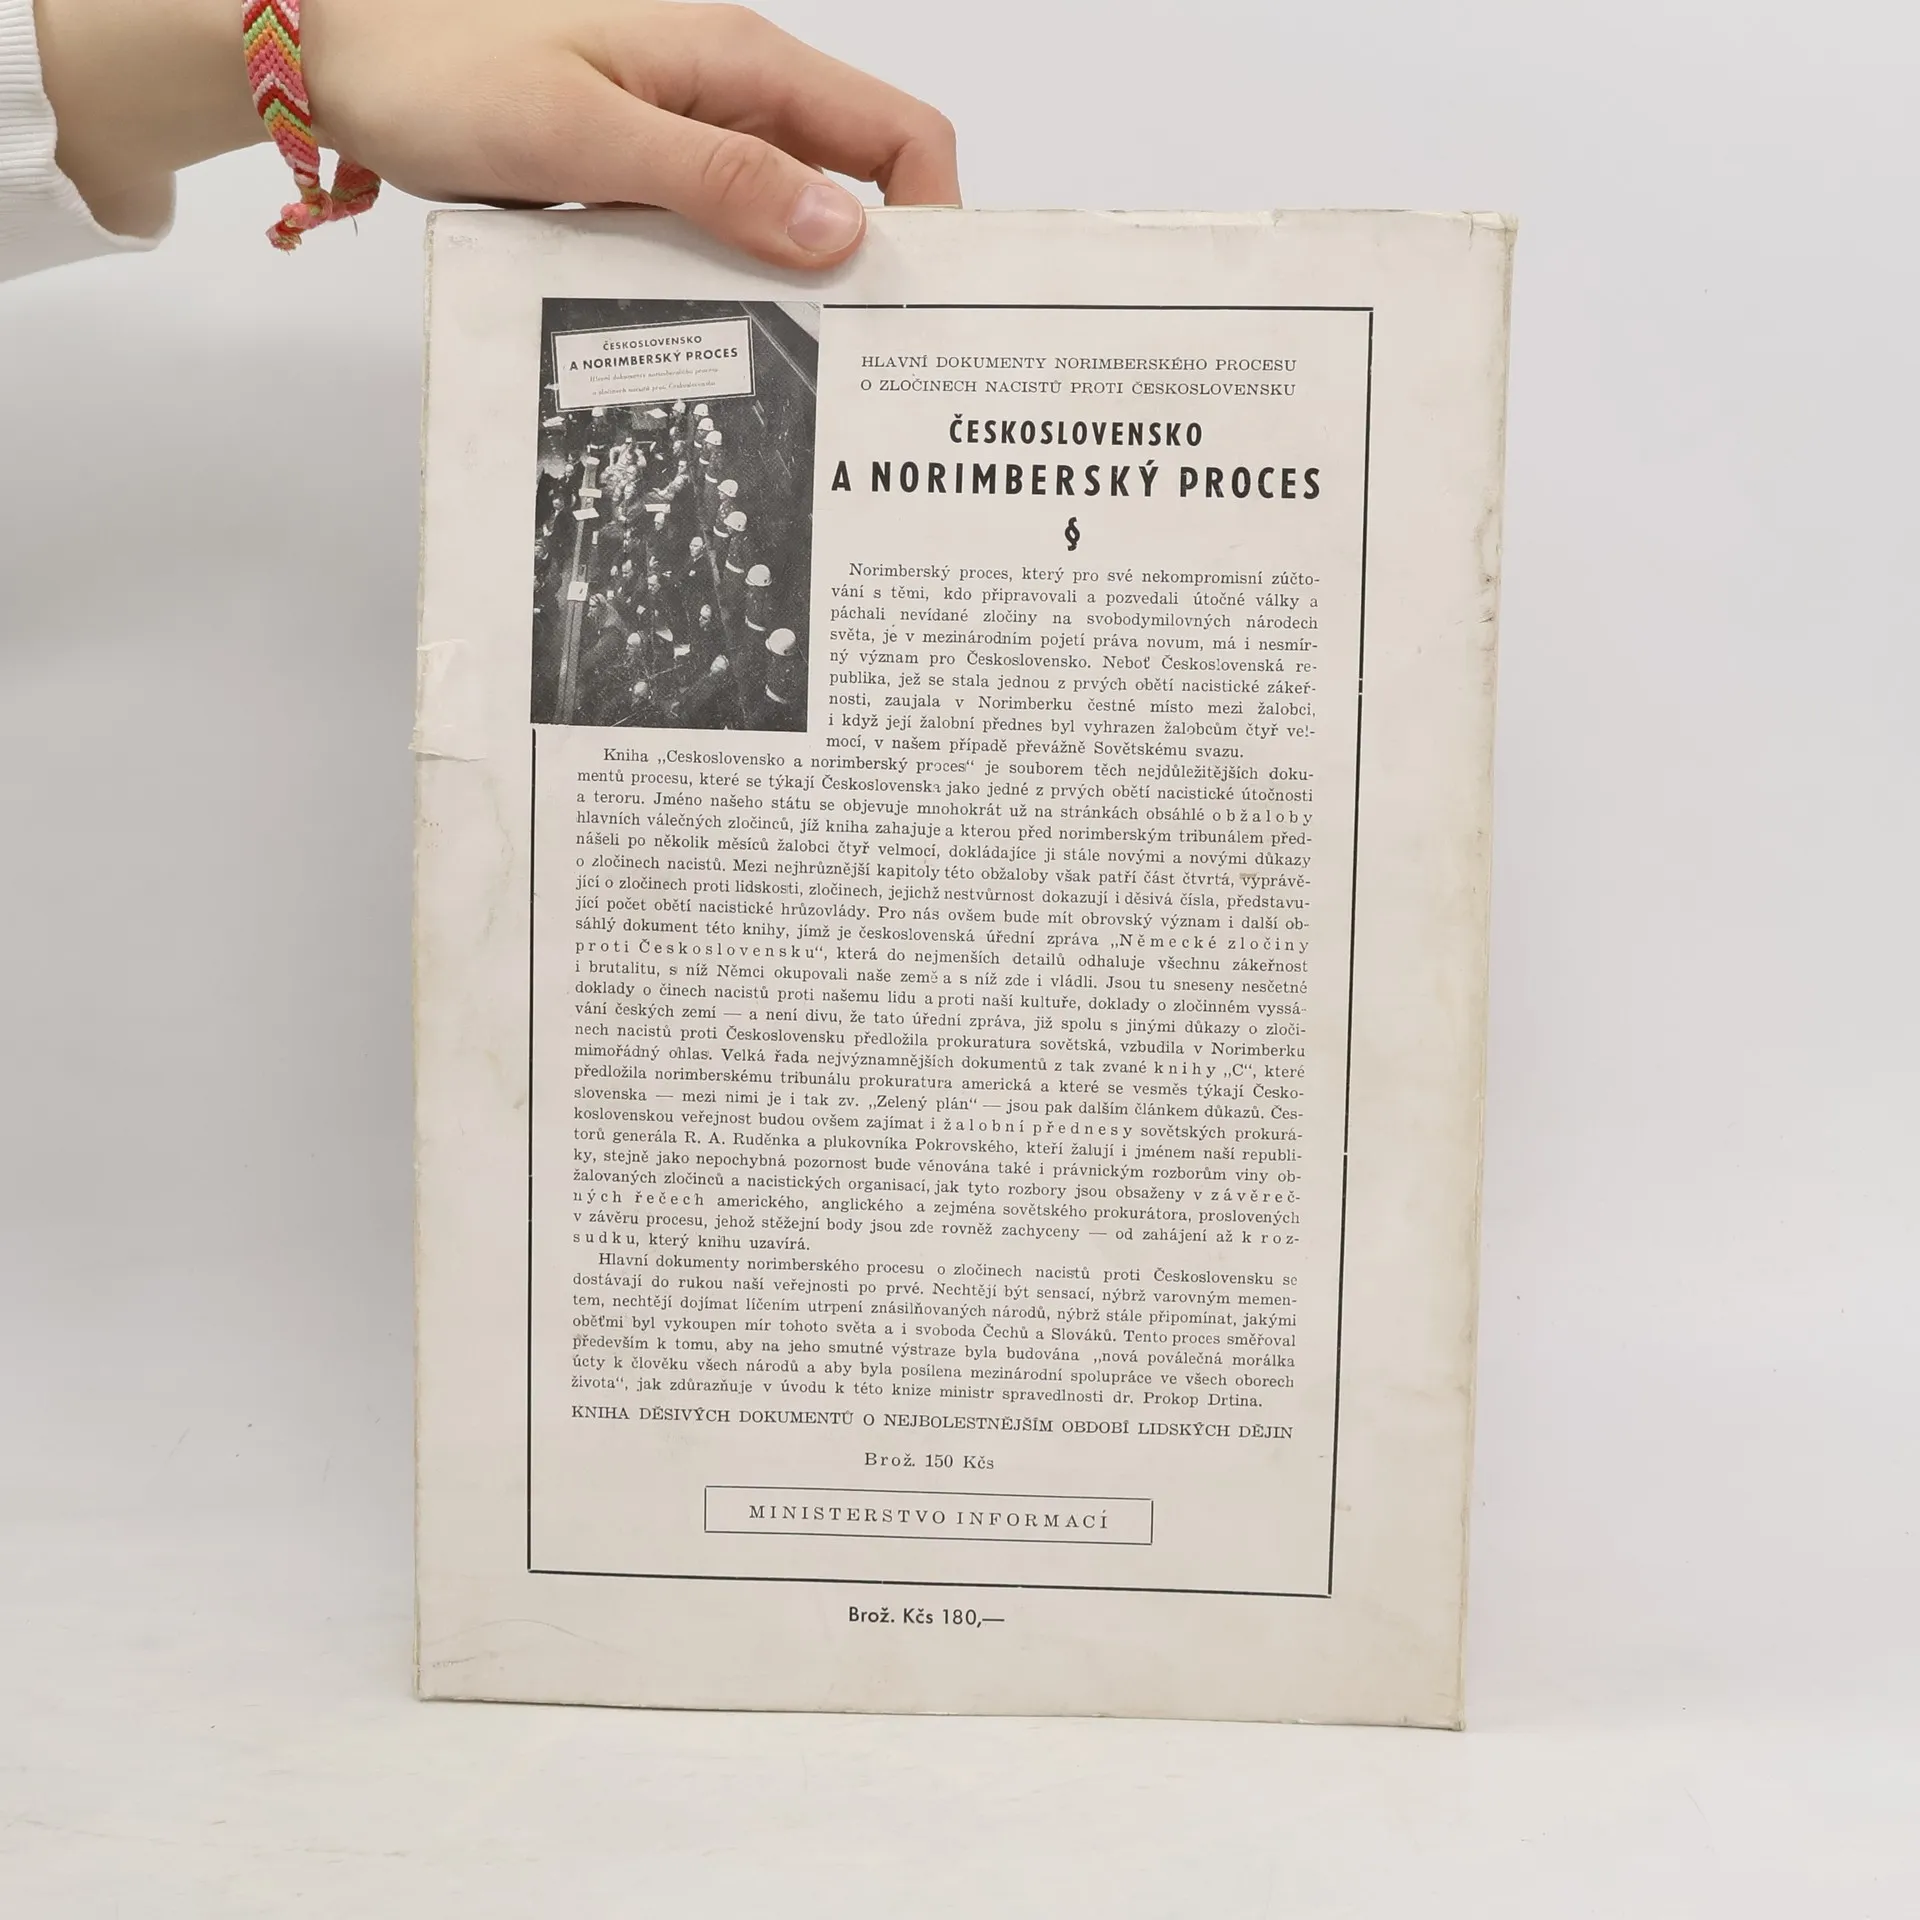 ČESKOSLOVENSKO
A NORIMBERSKÝ PROCES
Hlavní dokumenty norimberského procesu
o zločinech nacistů proti Československu
HLAVNÍ DOKUMENTY NORIMBERSKÉHO PROCESU
O ZLOČINECH NACISTŮ PROTI ČESKOSLOVENSKU
ČESKOSLOVENSKO
A NORIMBERSKÝ PROCES
§
Norimberský proces, který pro své nekompromisní zúčto-
vání s těmi, kdo připravovali a pozvedali útočné války a
páchali nevídané zločiny na svobodymilovných národech
světa, je v mezinárodním pojetí práva novum, má i nesmír-
ný význam pro Československo. Neboť Československá re-
publika, jež se stala jednou z prvých obětí nacistické zákeř-
nosti, zaujala v Norimberku čestné místo mezi žalobci,
i když její žalobní přednes byl vyhrazen žalobcům čtyř vel-
mocí, v našem případě převážně Sovětskému svazu.
Kniha „Ceskoslovensko a norimberský proces“ je souborem těch nejdůležitějších doku-
mentů procesu, které se týkají Československa jako jedné z prvých obětí nacistické útočnosti
a teroru. Jméno našeho státu se objevuje mnohokrát už na stránkách obsáhlé obžaloby
hlavních válečných zločinců, jíž kniha zahajuje a kterou před norimberským tribunálem před-
nášeli po několik měsíců žalobci čtyř velmocí, dokládajíce ji stále novými a novými důkazy
o zločinech nacistů. Mezi nejhrůznější kapitoly této obžaloby však patří část čtvrtá, vyprávě-
jící o zločinech proti lidskosti, zločinech, jejichž nestvůrnost dokazují i děsivá čísla, představu-
jící počet obětí nacistické hrůzovlády. Pro nás ovšem bude mít obrovský význam i další ob-
sáhlý dokument této knihy, jímž je československá úřední zpráva „Německé zločiny
proti Československu“, která do nejmenších detailů odhaluje všechnu zákeřnost
i brutalitu, s níž Němci okupovali naše země a s níž zde i vládli. Jsou tu sneseny nesčetné
doklady o činech nacistů proti našemu lidu a proti naší kultuře, doklady o zločinném vyssá-
vání českých zemí — a není divu, že tato úřední zpráva, již spolu s jinými důkazy o zloči-
nech nacistů proti Československu předložila prokuratura sovětská, vzbudila v Norimberku
mimořádný ohlas. Velká řada nejvýznamnějších dokumentů z tak zvané knihy „C“, které
předložila norimberskému tribunálu prokuratura americká a které se vesměs týkají Česko-
slovenska — mezi nimi je i tak zv. „Zelený plán“ — jsou pak dalším článkem důkazů. Čes-
koslovenskou veřejnost budou ovšem zajímat i žalobní přednesy sovětských prokurá-
torů generála R. A. Ruděnka a plukovníka Pokrovského, kteří žalují i jménem naší republi-
ky, stejně jako nepochybná pozornost bude věnována také i právnickým rozborům viny ob-
žalovaných zločinců a nacistických organisací, jak tyto rozbory jsou obsaženy v závěreč-
ných řečech amerického, anglického a zejména sovětského prokurátora, proslovených
v závěru procesu, jehož stěžejní body jsou zde rovněž zachyceny — od zahájení až k roz-
sudku, který knihu uzavírá.
Hlavní dokumenty norimberského procesu o zločinech nacistů proti Československu se
dostávají do rukou naší veřejnosti po prvé. Nechtějí být sensací, nýbrž varovným memen-
tem, nechtějí dojímat líčením utrpení znásilňovaných národů, nýbrž stále připomínat, jakými
oběťmi byl vykoupen mír tohoto světa a i svoboda Čechů a Slováků. Tento proces směřoval
především k tomu, aby na jeho smutné výstraze byla budována „nová poválečná morálka
úcty k člověku všech národů a aby byla posílena mezinárodní spolupráce ve všech oborech
života“, jak zdůrazňuje v úvodu k této knize ministr spravedlnosti dr. Prokop Drtina.
KNIHA DĚSIVÝCH DOKUMENTŮ O NEJBOLESTNĚJŠÍM OBDOBÍ LIDSKÝCH DĚJIN
Brož. 150 Kčs
MINISTERSTVO INFORMACÍ
Brož. Kčs 180,—